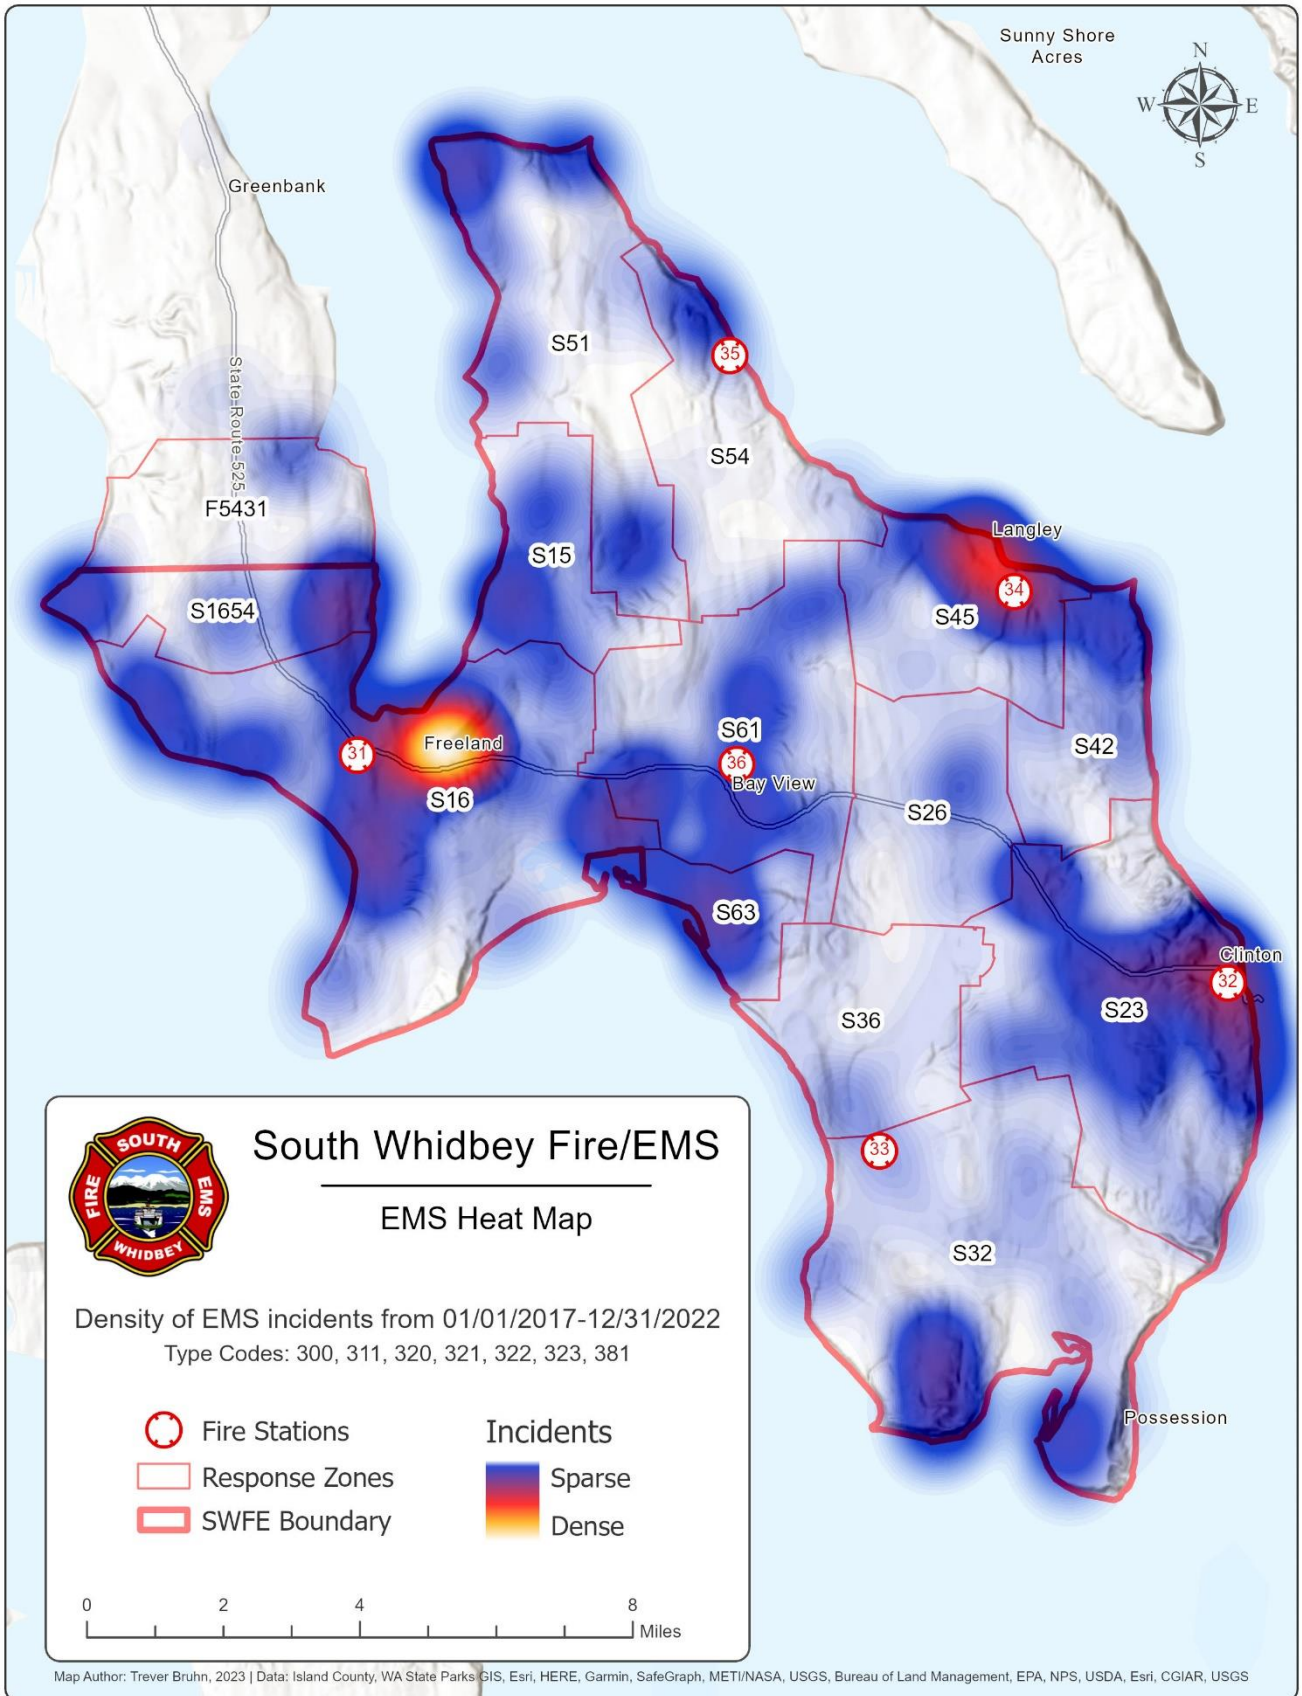 Sunny Shore
Acres
N
W
E
S
Greenbank
State Route 525
S51
35
S54
F5431
S15
Langley
34
S1654
S45
S61
S42
31
Freeland
36
Bay View
S16
S26
S63
Clinton
32
S36
S23
33
S32
Possession
SOUTH
FIRE
EMS
WHIDBEY
South Whidbey Fire/EMS
EMS Heat Map
Density of EMS incidents from 01/01/2017-12/31/2022
Type Codes: 300, 311, 320, 321, 322, 323, 381
Fire Stations
Response Zones
SWFE Boundary
Incidents
Sparse
Dense
0 2 4 8
Miles
Map Author: Trever Bruhn, 2023 | Data: Island County, WA State Parks GIS, Esri, HERE, Garmin, SafeGraph, METI/NASA, USGS, Bureau of Land Management, EPA, NPS, USDA, Esri, CGIAR, USGS